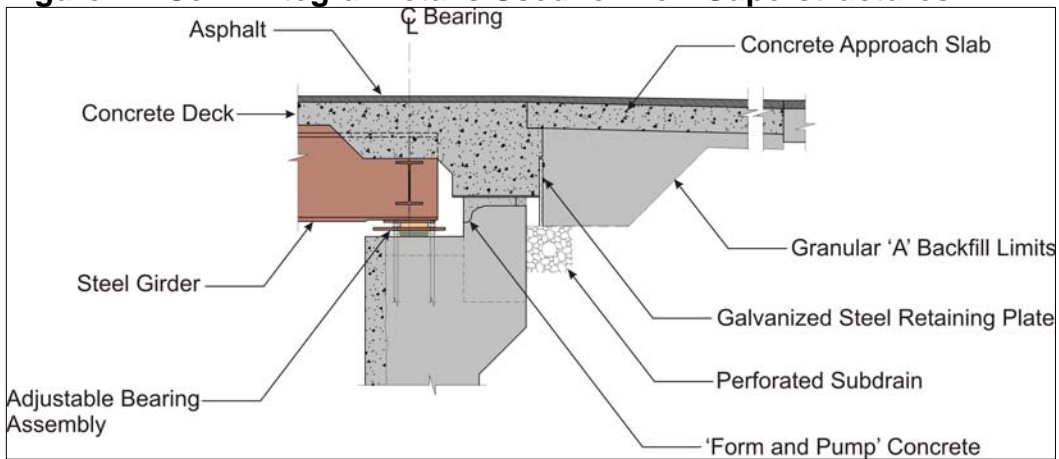 ℄ Bearing
Asphalt
Concrete Approach Slab
Concrete Deck
Granular 'A' Backfill Limits
Steel Girder
Galvanized Steel Retaining Plate
Perforated Subdrain
Adjustable Bearing
Assembly
'Form and Pump' Concrete